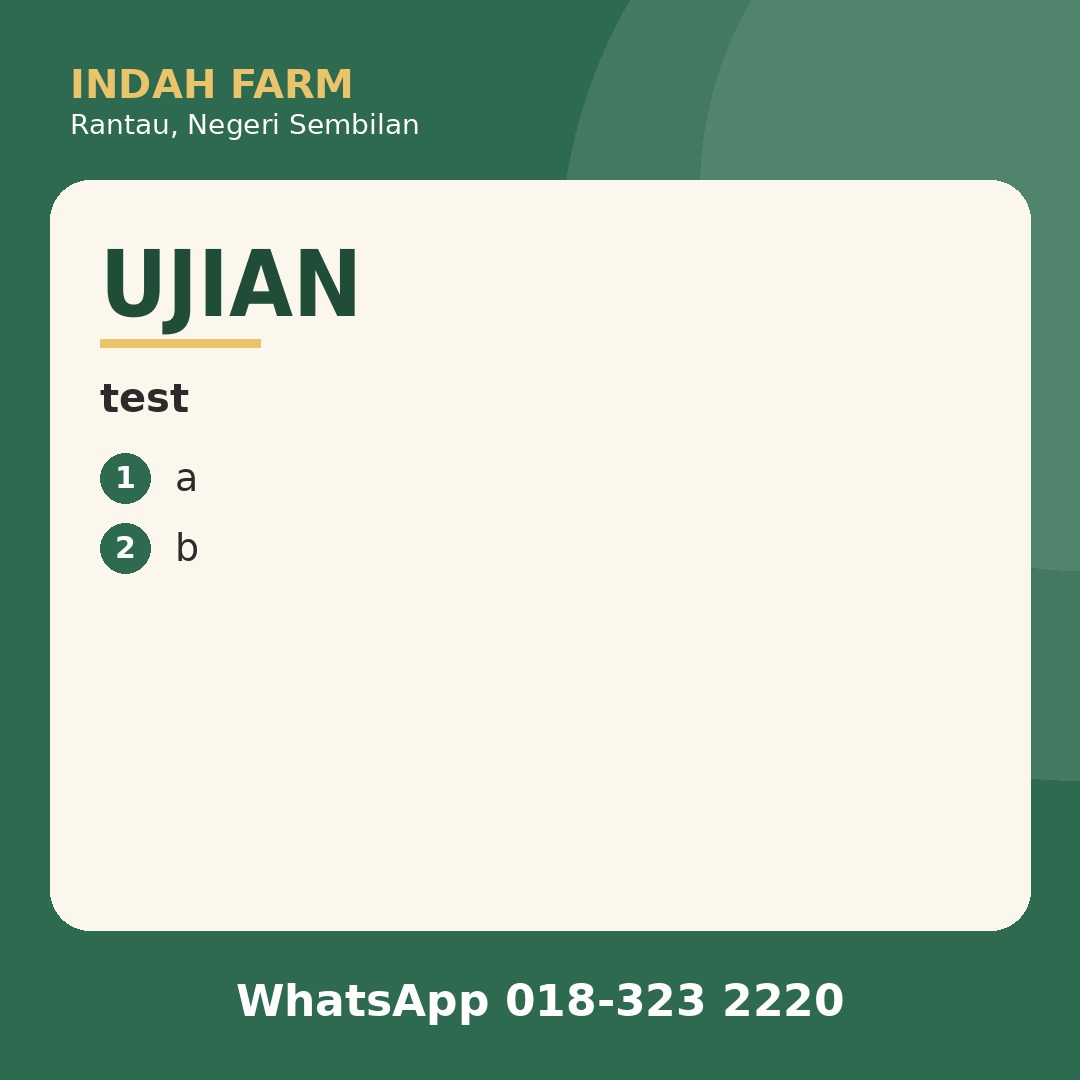 INDAH FARM
Rantau, Negeri Sembilan
UJIAN
test
1 a
2 b
WhatsApp 018-323 2220